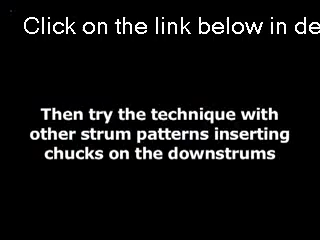 Click on the link below in de
Then try the technique with
other strum patterns inserting
chucks on the downstrums